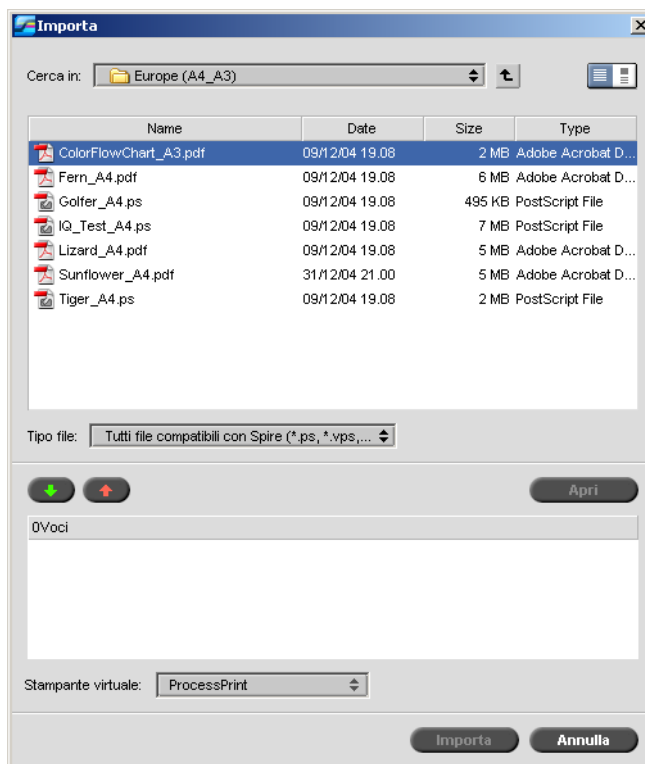 Importa
Cerca in: Europe (A4_A3)
Name Date Size Type
ColorFlowChart_A3.pdf 09/12/04 19.08 2 MB Adobe Acrobat D...
Fern_A4.pdf 09/12/04 19.08 6 MB Adobe Acrobat D...
Golfer_A4.ps 09/12/04 19.08 495 KB PostScript File
IQ_Test_A4.ps 09/12/04 19.08 7 MB PostScript File
Lizard_A4.pdf 09/12/04 19.08 5 MB Adobe Acrobat D...
Sunflower_A4.pdf 31/12/04 21.00 5 MB Adobe Acrobat D...
Tiger_A4.ps 09/12/04 19.08 2 MB PostScript File
Tipo file: Tutti file compatibili con Spire (*.ps, *.vps,...
Apri
0Voci
Stampante virtuale: ProcessPrint
Importa Annulla